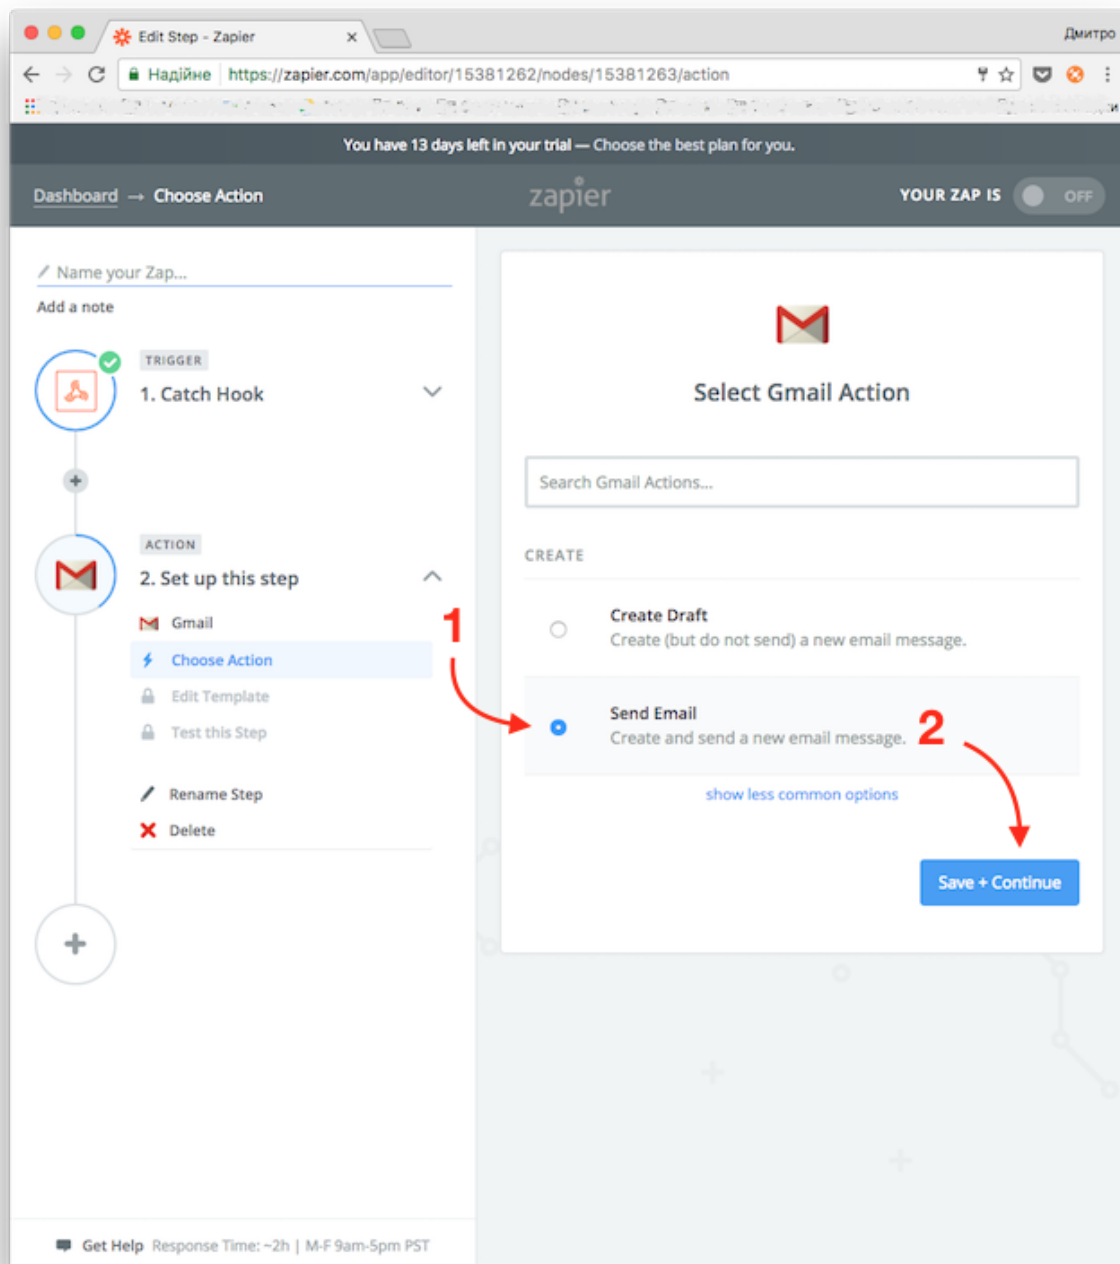 Edit Step - Zapier
Дмитро
Надійне
https://zapier.com/app/editor/15381262/nodes/15381263/action
You have 13 days left in your trial — Choose the best plan for you.
Dashboard → Choose Action
zapier
YOUR ZAP IS
OFF
Name your Zap...
Add a note
TRIGGER
1. Catch Hook
ACTION
2. Set up this step
Gmail
Choose Action
Edit Template
Test this Step
Rename Step
Delete
Get Help Response Time: ~2h | M-F 9am-5pm PST
Select Gmail Action
Search Gmail Actions...
CREATE
Create Draft
Create (but do not send) a new email message.
1
Send Email
Create and send a new email message.
2
show less common options
Save + Continue